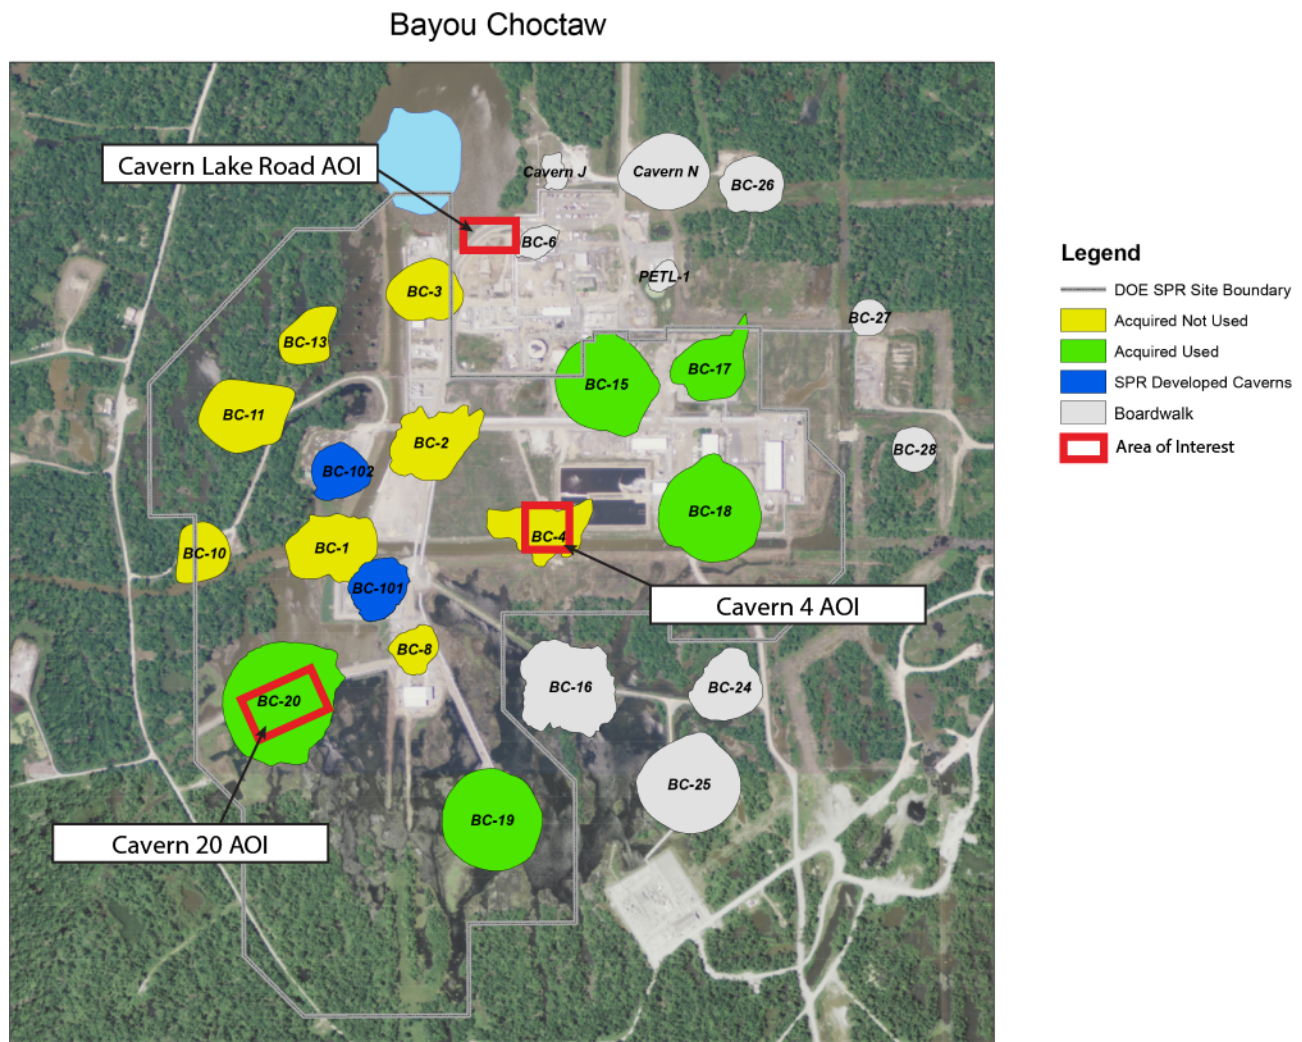 Bayou Choctaw
Cavern Lake Road AOI
Cavern J
Cavern N
BC-26
BC-6
PETL-1
BC-3
BC-27
BC-13
BC-15
BC-17
BC-11
BC-2
BC-28
BC-102
BC-18
BC-4
BC-1
BC-10
BC-101
Cavern 4 AOI
BC-8
BC-16
BC-24
BC-20
BC-25
BC-19
Cavern 20 AOI
Legend
DOE SPR Site Boundary
Acquired Not Used
Acquired Used
SPR Developed Caverns
Boardwalk
Area of Interest